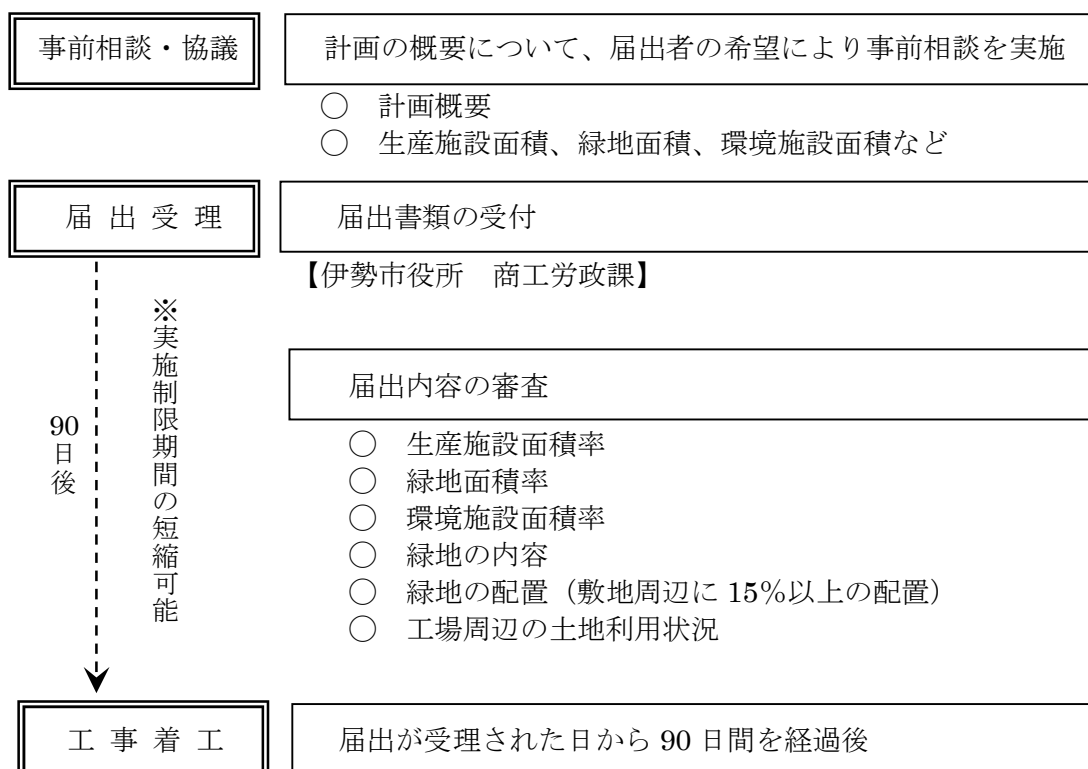 事前相談・協議
計画の概要について、届出者の希望により事前相談を実施
○ 計画概要
○ 生産施設面積、緑地面積、環境施設面積など
届 出 受 理
届出書類の受付
【伊勢市役所　商工労政課】
※実施制限期間の短縮可能
90日後
届出内容の審査
○ 生産施設面積率
○ 緑地面積率
○ 環境施設面積率
○ 緑地の内容
○ 緑地の配置（敷地周辺に 15％以上の配置）
○ 工場周辺の土地利用状況
工 事 着 工
届出が受理された日から 90 日間を経過後